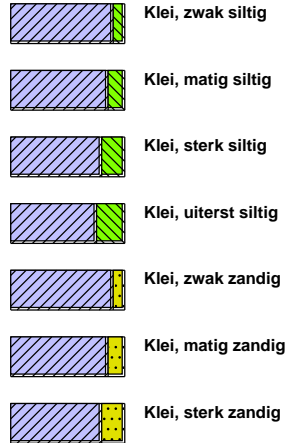 Klei, zwak siltig
Klei, matig siltig
Klei, sterk siltig
Klei, uiterst siltig
Klei, zwak zandig
Klei, matig zandig
Klei, sterk zandig